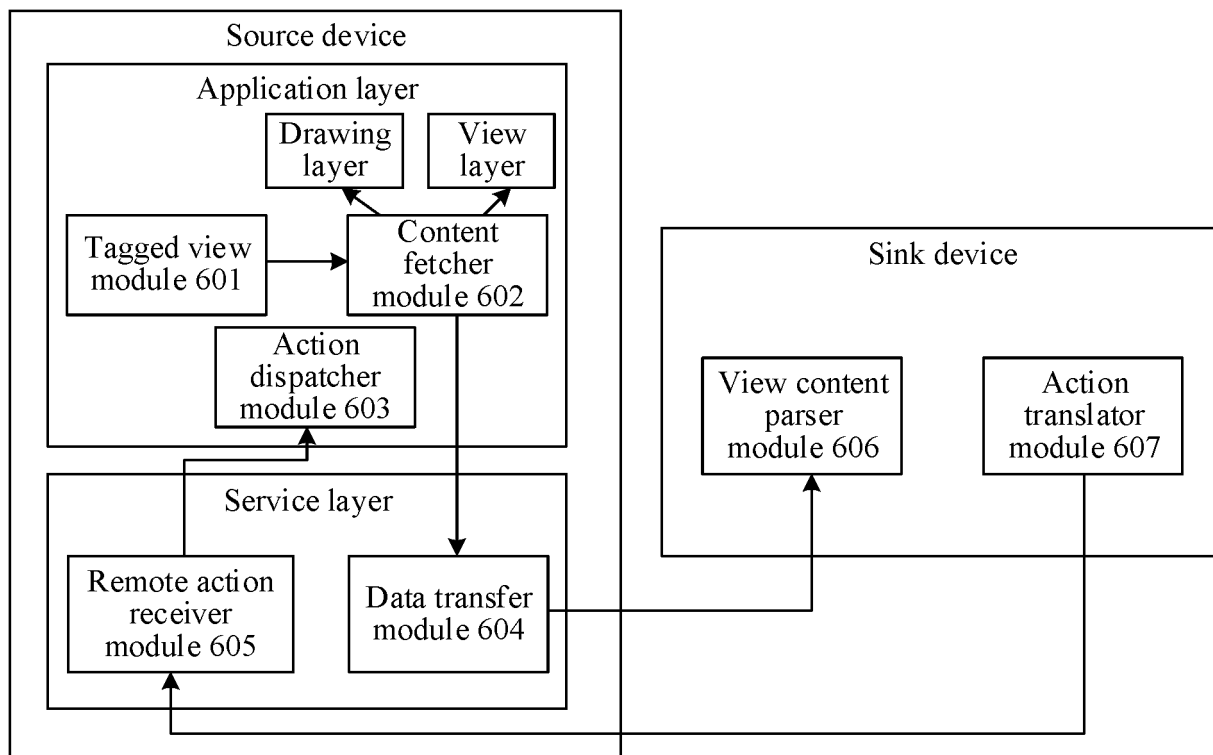 Source device
Application layer
Drawing
layer
View
layer
Tagged view
module 601
Content
fetcher
module 602
Action
dispatcher
module 603
Service layer
Remote action
receiver
module 605
Data transfer
module 604
Sink device
View content
parser
module 606
Action
translator
module 607